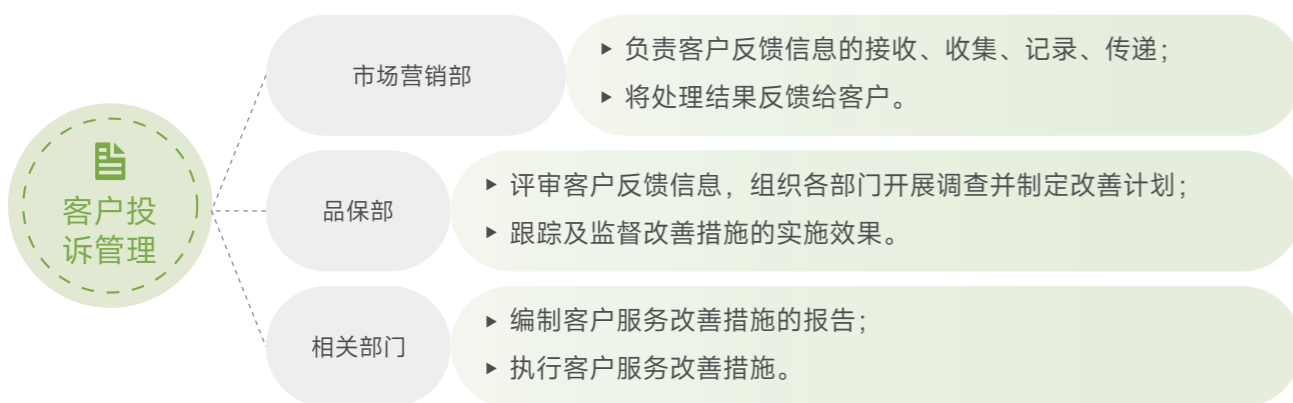 客户投
诉管理
市场营销部
负责客户反馈信息的接收、收集、记录、传递；
将处理结果反馈给客户。
品保部
评审客户反馈信息，组织各部门开展调查并制定改善计划；
跟踪及监督改善措施的实施效果。
相关部门
编制客户服务改善措施的报告；
执行客户服务改善措施。